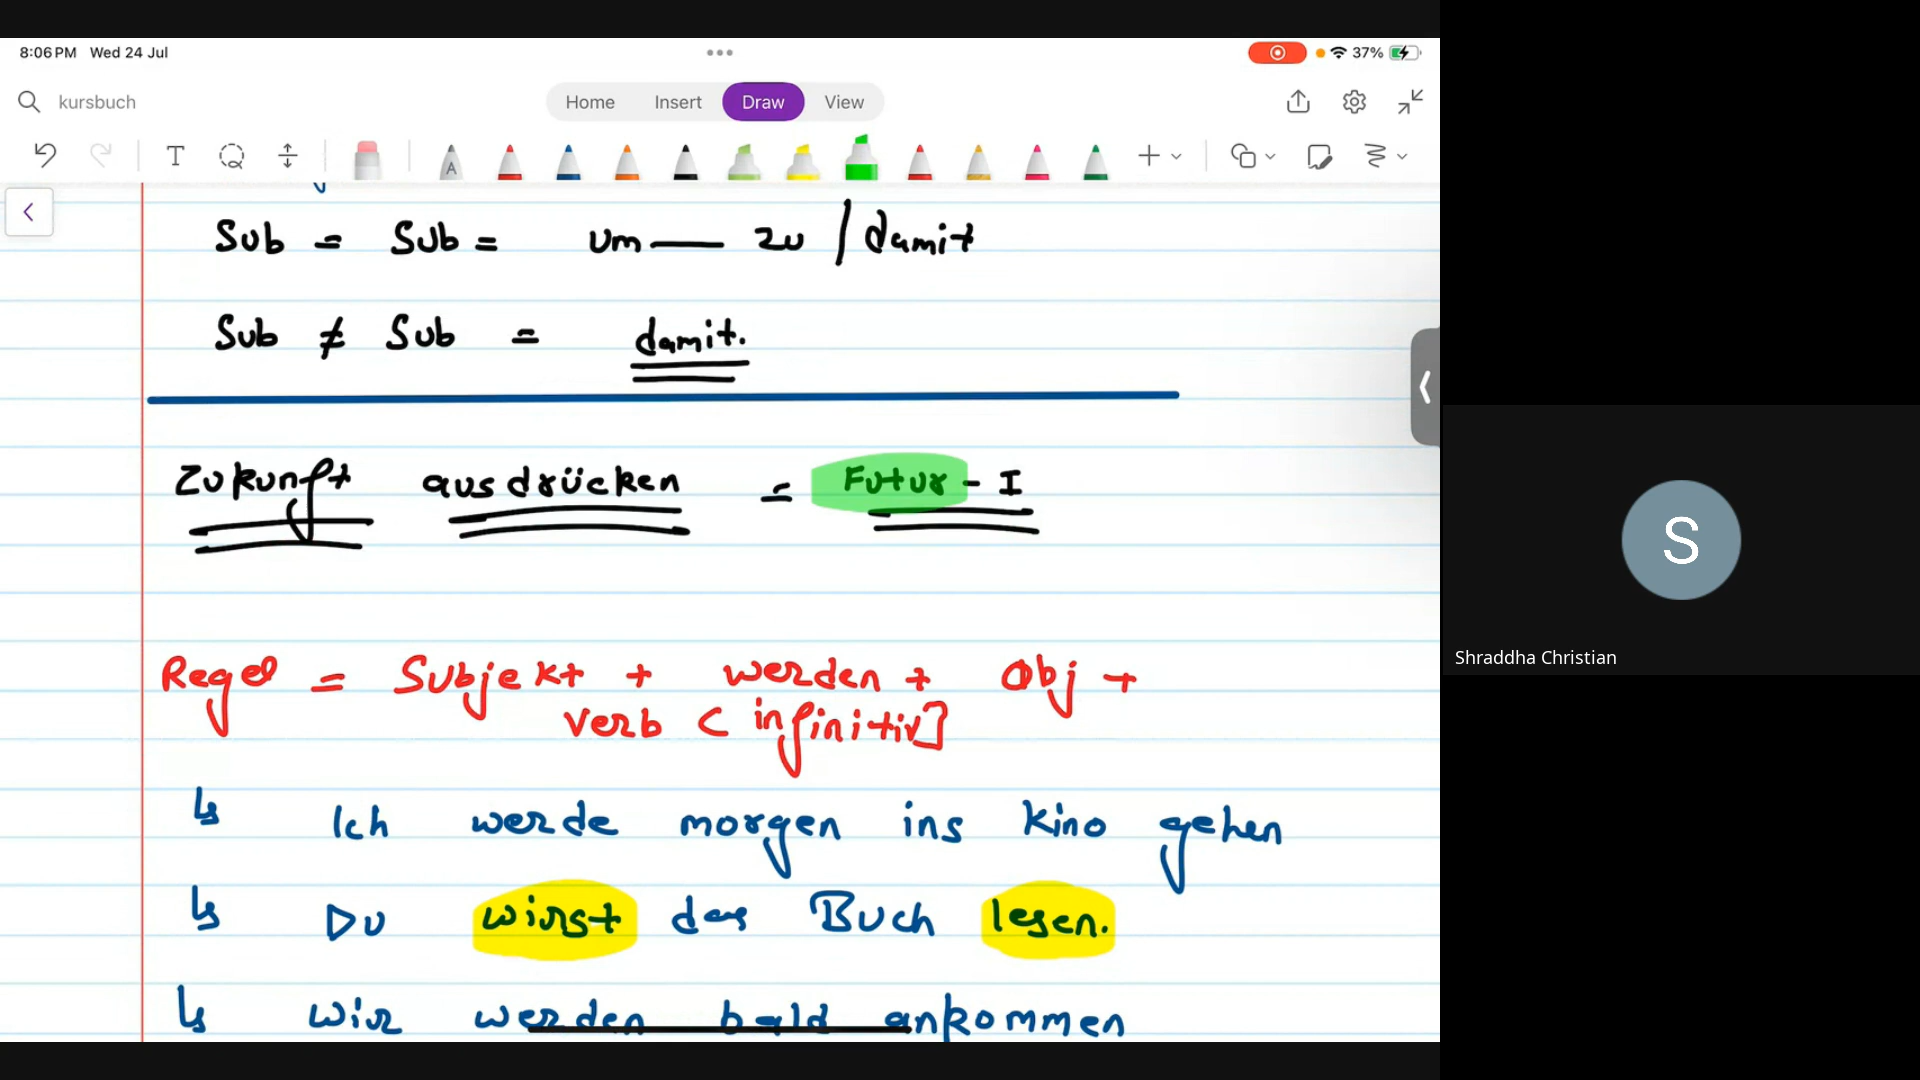 8:06 PM Wed 24 Jul
37%
kursbuch
Home Insert Draw View
T
A
Sub = Sub = um — zu / damit
Sub ≠ Sub = damit.
Zukunft ausdrücken = Futur - I
Regel = Subjekt + werden + Obj +
verb ( infinitiv]
↳ Ich werde morgen ins Kino gehen
↳ Du wirst das Buch lesen.
↳ wir werden bald ankommen
S
Shraddha Christian